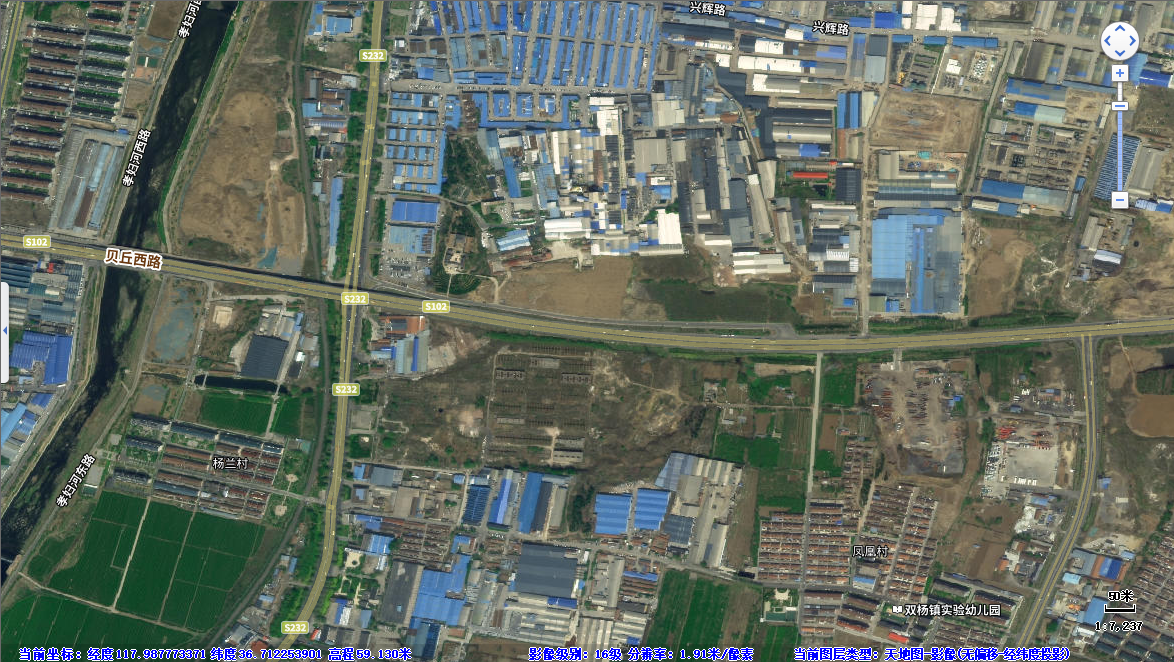 兴辉路
兴辉路
孝妇河西路
S232
孝妇河西路
S102
贝丘西路
S232
S102
S232
杨兰村
孝妇河东路
凤凰村
双杨镇实验幼儿园
50米
1:7,237
S232
当前坐标: 经度117.987773371 纬度36.712253901 高程59.130米
影像级别: 16级 分辨率: 1.91米/像素
当前图层类型: 天地图-影像(无偏移-经纬度投影)